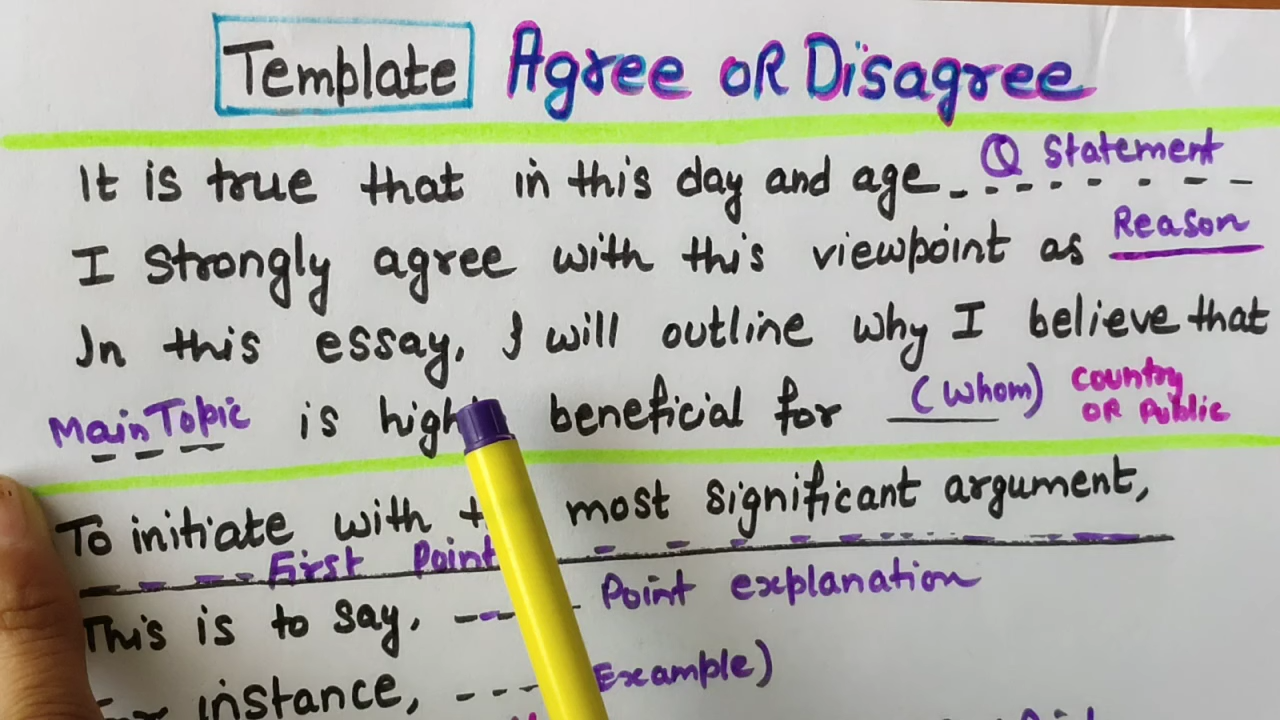 Template Agree OR Disagree
It is true that in this day and age Q Statement
I strongly agree with this viewpoint as Reason
In this essay, I will outline why I believe that
Main Topic is beneficial for (whom) country OR Public
To initiate with most significant argument,
First Point
This is to say, Point explanation
instance, Example)